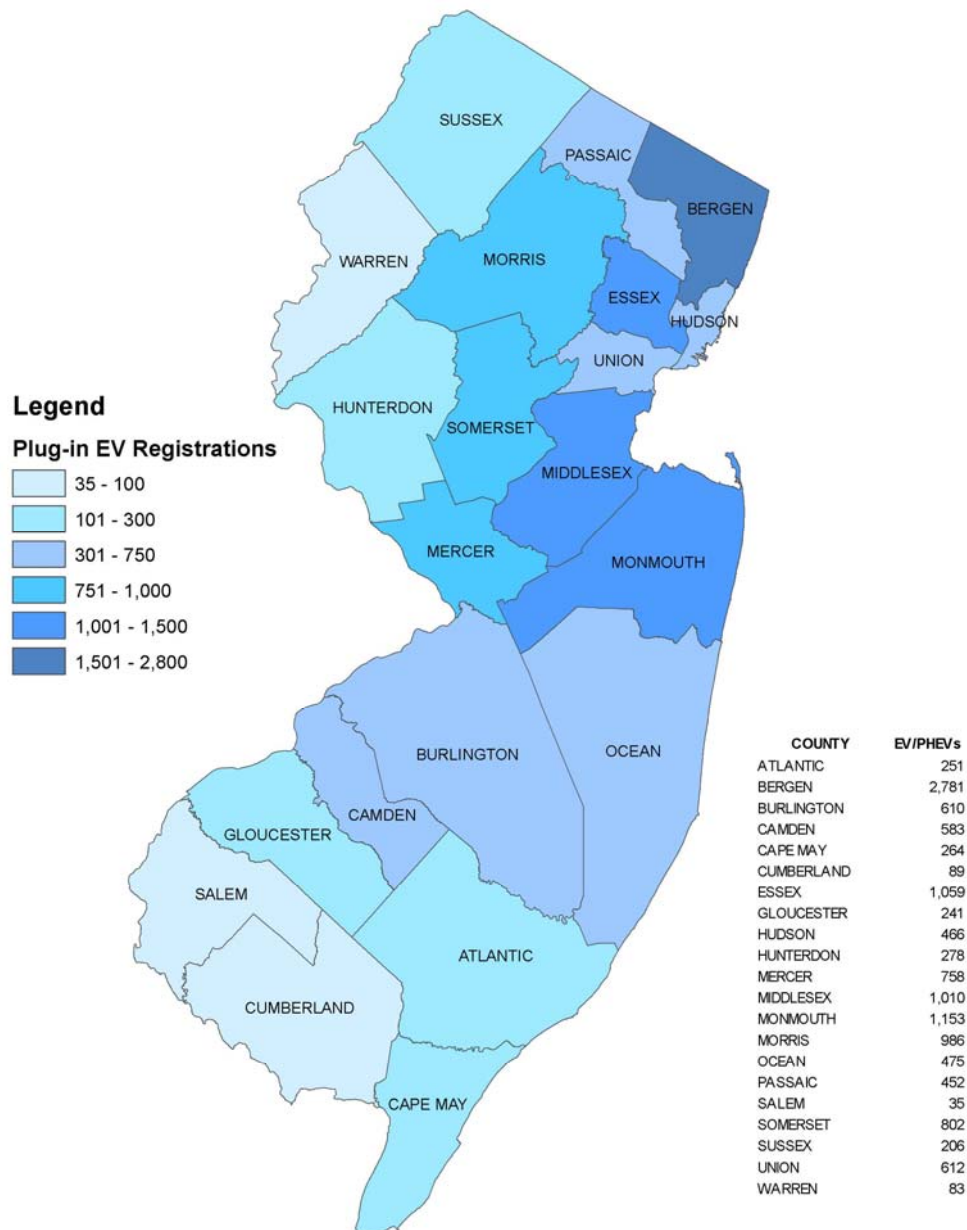 SUSSEX
PASSAIC
BERGEN
WARREN
MORRIS
ESSEX
HUDSON
UNION
HUNTERDON
SOMERSET
MIDDLESEX
MERCER
MONMOUTH
Legend
Plug-in EV Registrations
35 - 100
101 - 300
301 - 750
751 - 1,000
1,001 - 1,500
1,501 - 2,800
OCEAN
BURLINGTON
CAMDEN
GLOUCESTER
SALEM
ATLANTIC
CUMBERLAND
CAPE MAY
COUNTY EV/PHEVs
ATLANTIC 251
BERGEN 2,781
BURLINGTON 610
CAMDEN 583
CAPE MAY 264
CUMBERLAND 89
ESSEX 1,059
GLOUCESTER 241
HUDSON 466
HUNTERDON 278
MERCER 758
MIDDLESEX 1,010
MONMOUTH 1,153
MORRIS 986
OCEAN 475
PASSAIC 452
SALEM 35
SOMERSET 802
SUSSEX 206
UNION 612
WARREN 83